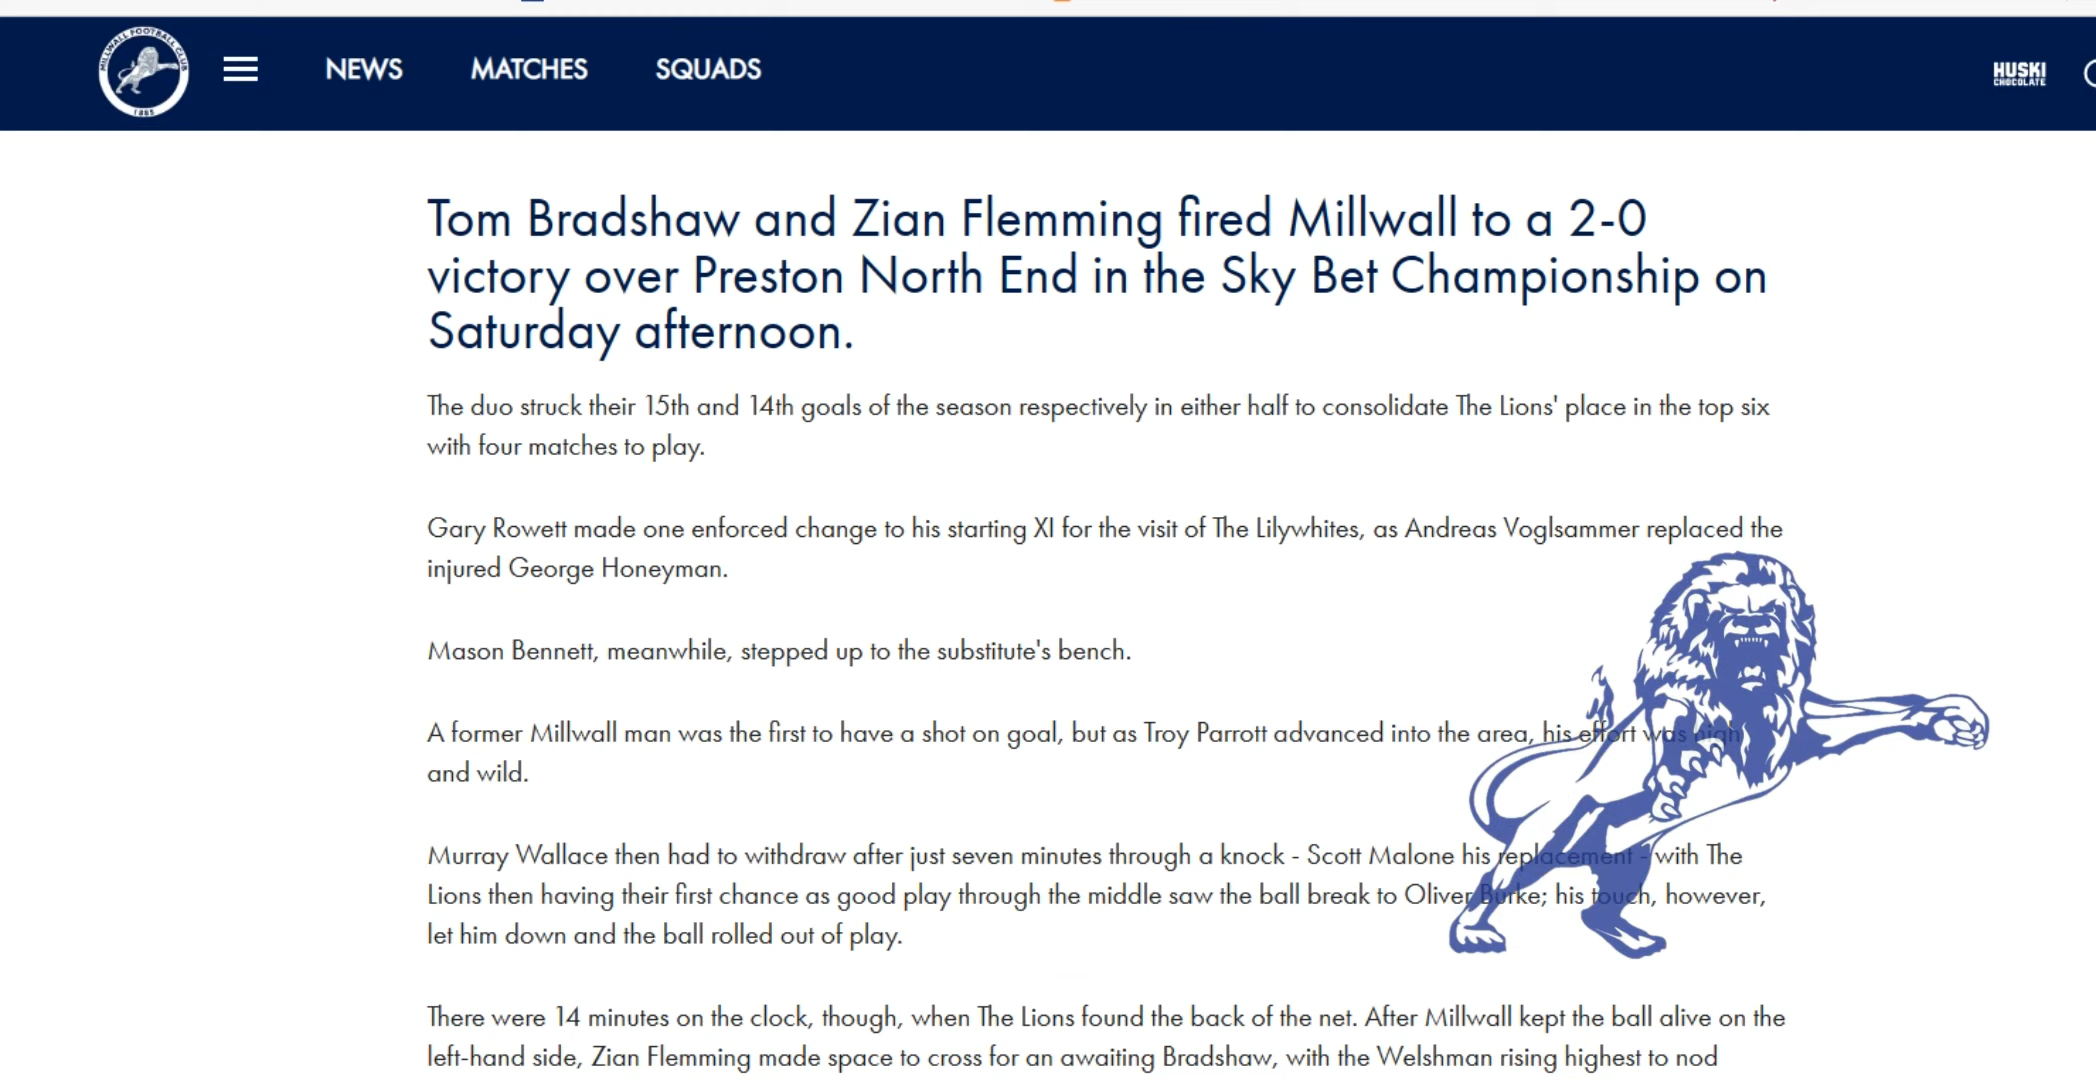 MILLWALL FOOTBALL CLUB
1885
NEWS MATCHES SQUADS
HUSKI
CHOCOLATE
Tom Bradshaw and Zian Flemming fired Millwall to a 2-0
victory over Preston North End in the Sky Bet Championship on
Saturday afternoon.
The duo struck their 15th and 14th goals of the season respectively in either half to consolidate The Lions' place in the top six
with four matches to play.
Gary Rowett made one enforced change to his starting XI for the visit of The Lilywhites, as Andreas Voglsammer replaced the
injured George Honeyman.
Mason Bennett, meanwhile, stepped up to the substitute's bench.
A former Millwall man was the first to have a shot on goal, but as Troy Parrott advanced into the area, his effort was high
and wild.
Murray Wallace then had to withdraw after just seven minutes through a knock - Scott Malone his replacement - with The
Lions then having their first chance as good play through the middle saw the ball break to Oliver Burke; his touch, however,
let him down and the ball rolled out of play.
There were 14 minutes on the clock, though, when The Lions found the back of the net. After Millwall kept the ball alive on the
left-hand side, Zian Flemming made space to cross for an awaiting Bradshaw, with the Welshman rising highest to nod